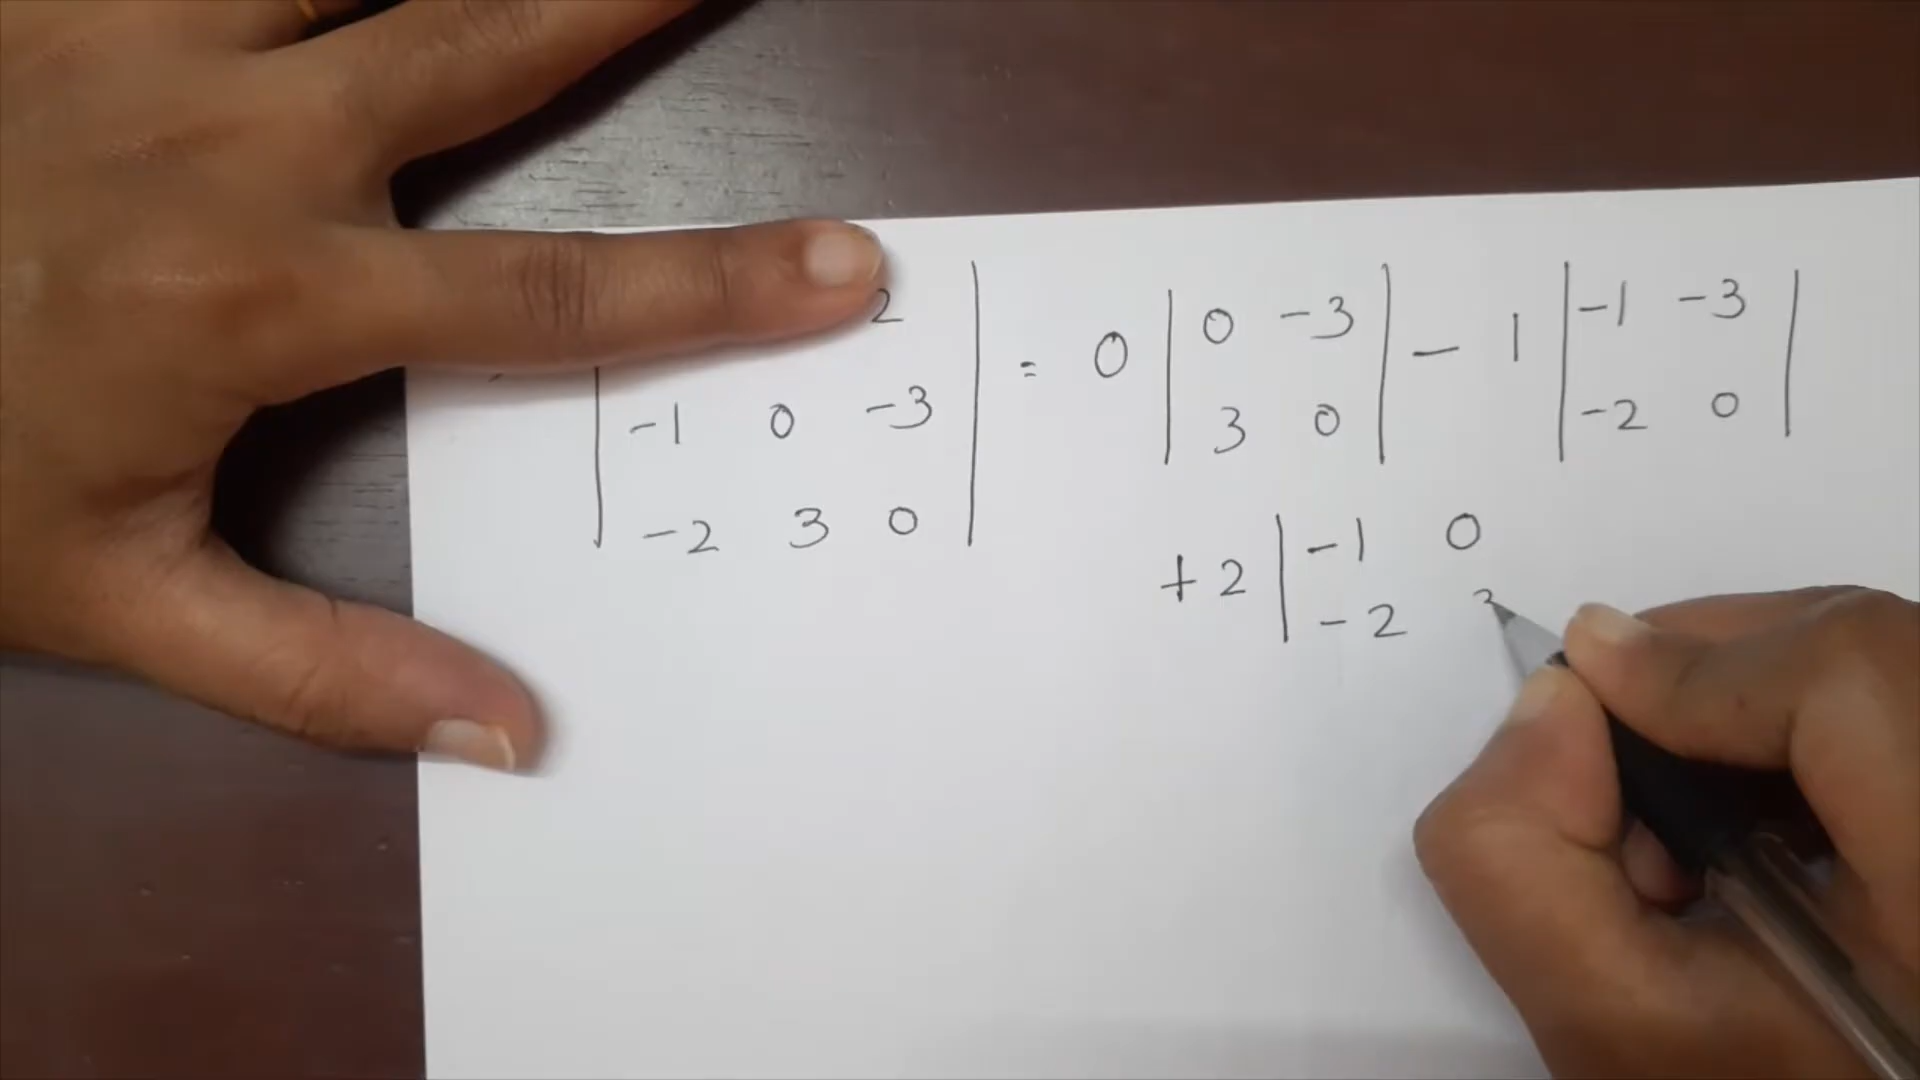 2 | = 0 | 0 -3 | - 1 | -1 -3 |
| -1 0 -3 | | 3 0 | | -2 0 |
| -2 3 0 |
+2 | -1 0
-2 3